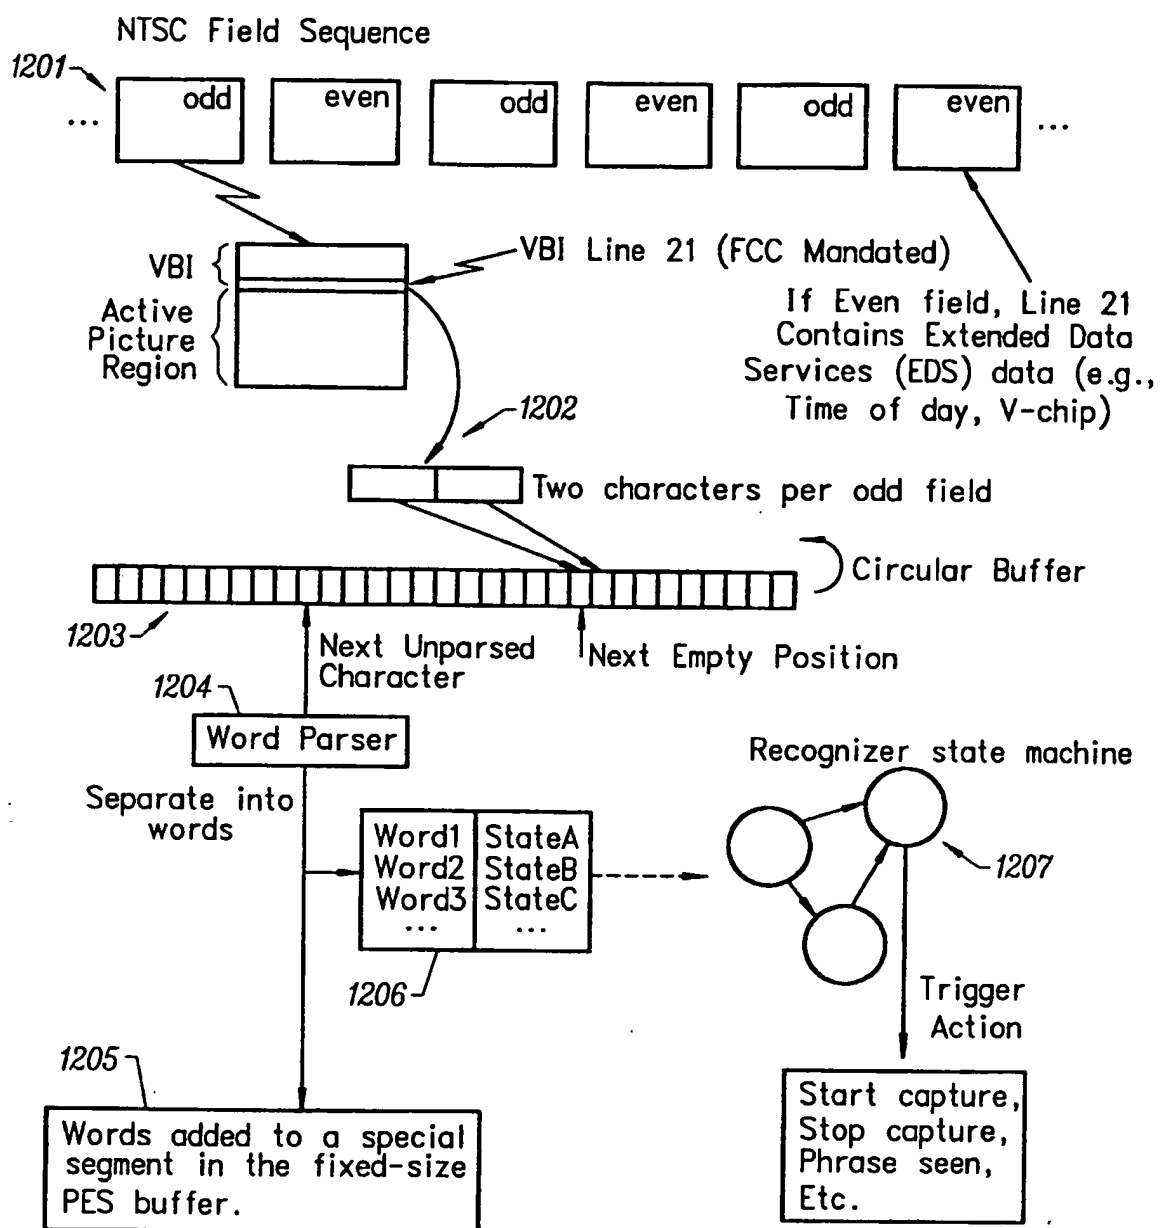 NTSC Field Sequence
1201
... odd even odd even odd even ...
VBI
VBI Line 21 (FCC Mandated)
Active
Picture
Region
If Even field, Line 21
Contains Extended Data
Services (EDS) data (e.g.,
Time of day, V-chip)
1202
Two characters per odd field
Circular Buffer
1203
Next Unparsed
Character
Next Empty Position
1204
Word Parser
Separate into
words
Recognizer state machine
Word1 StateA
Word2 StateB
Word3 StateC
... ...
1206
1207
Trigger
Action
1205
Words added to a special
segment in the fixed-size
PES buffer.
Start capture,
Stop capture,
Phrase seen,
Etc.